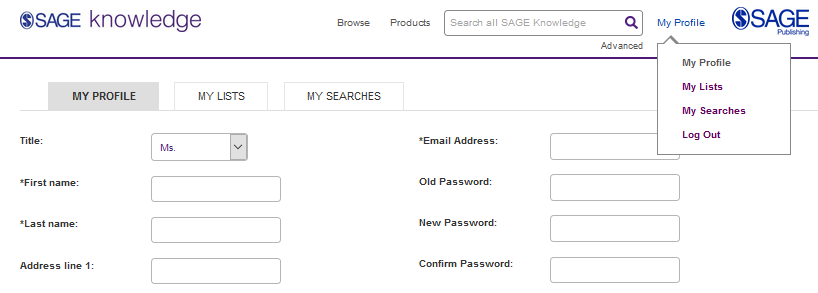 SAGE knowledge
Browse Products Search all SAGE Knowledge My Profile
SAGE
Publishing
Advanced
My Profile
My Lists
My Searches
Log Out
MY PROFILE MY LISTS MY SEARCHES
Title: Ms. *Email Address:
*First name: Old Password:
*Last name: New Password:
Address line 1: Confirm Password: